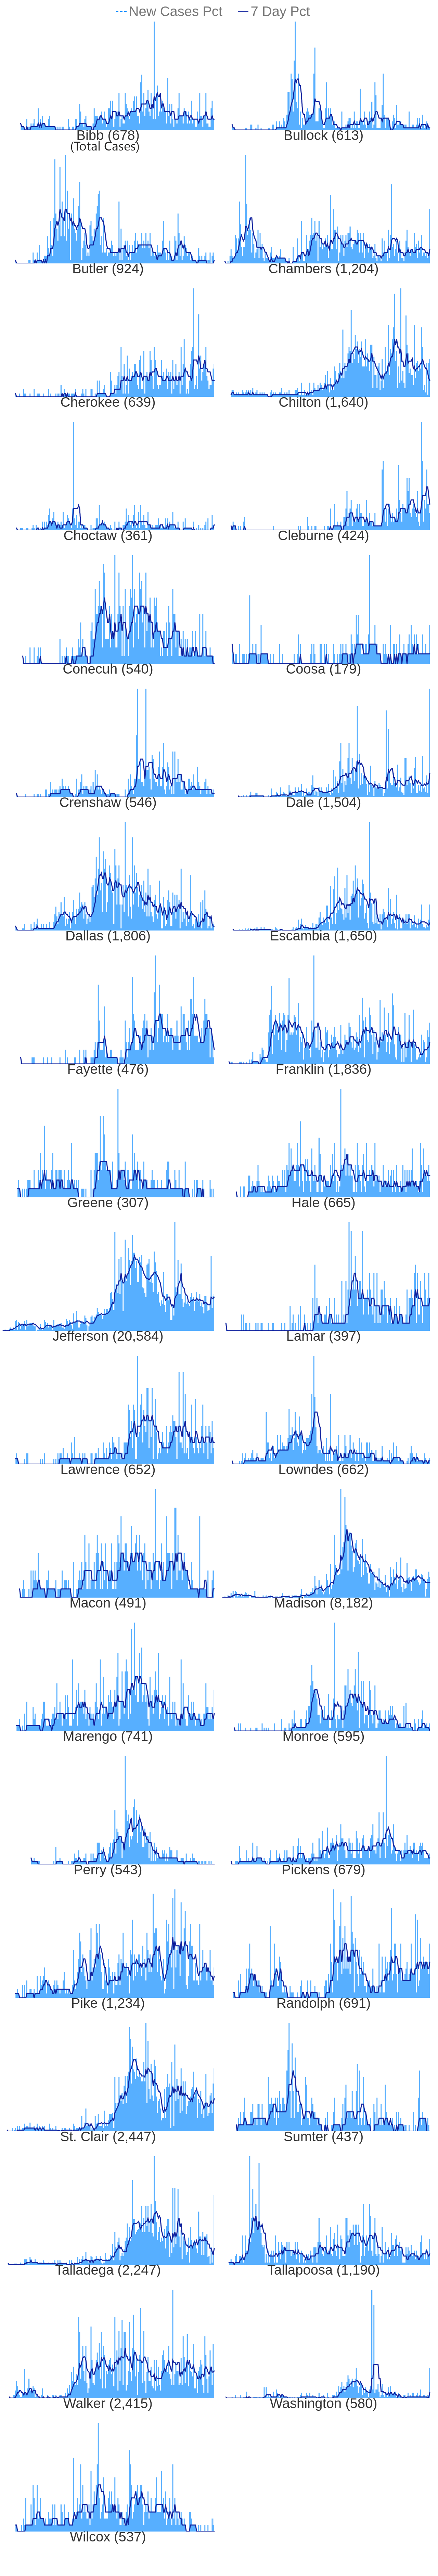 New Cases Pct 7 Day Pct
Bibb (678) Bullock (613)
(Total Cases)
Butler (924) Chambers (1,204)
Cherokee (639) Chilton (1,640)
Choctaw (361) Cleburne (424)
Conecuh (540) Coosa (179)
Crenshaw (546) Dale (1,504)
Dallas (1,806) Escambia (1,650)
Fayette (476) Franklin (1,836)
Greene (307) Hale (665)
Jefferson (20,584) Lamar (397)
Lawrence (652) Lowndes (662)
Macon (491) Madison (8,182)
Marengo (741) Monroe (595)
Perry (543) Pickens (679)
Pike (1,234) Randolph (691)
St. Clair (2,447) Sumter (437)
Talladega (2,247) Tallapoosa (1,190)
Walker (2,415) Washington (580)
Wilcox (537)